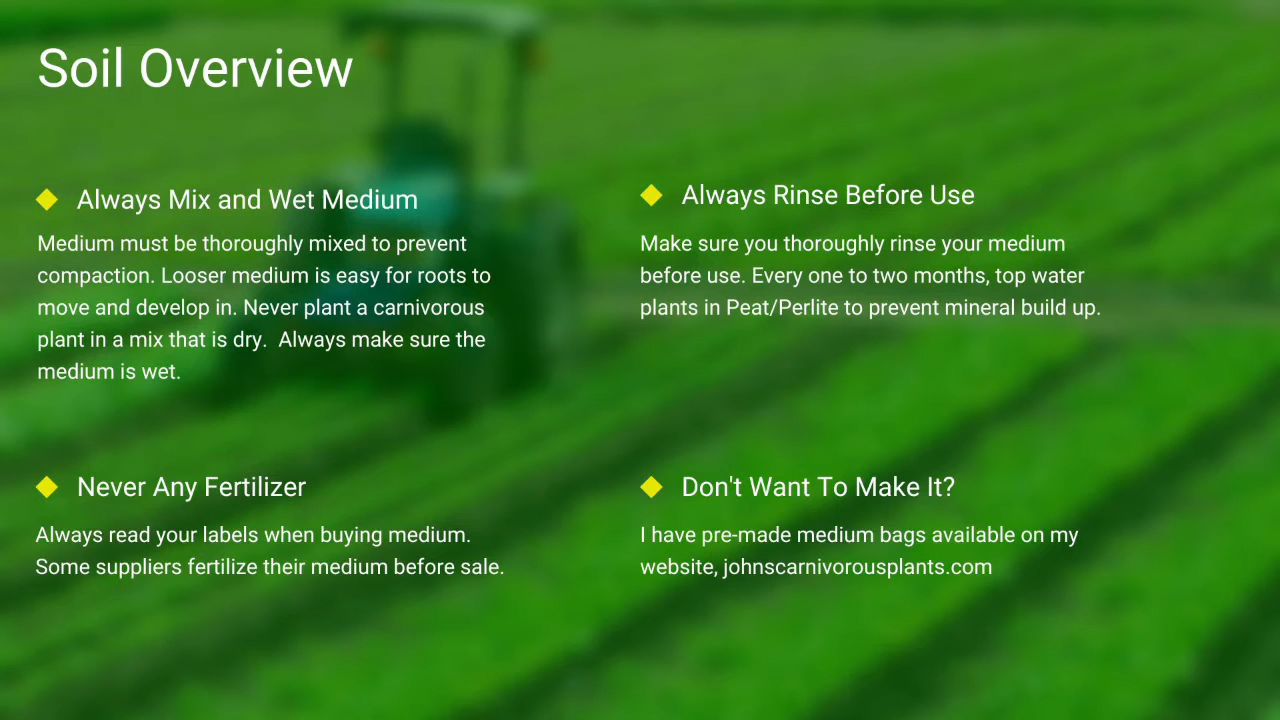 Soil Overview
Always Mix and Wet Medium
Medium must be thoroughly mixed to prevent
compaction. Looser medium is easy for roots to
move and develop in. Never plant a carnivorous
plant in a mix that is dry.  Always make sure the
medium is wet.
Always Rinse Before Use
Make sure you thoroughly rinse your medium
before use. Every one to two months, top water
plants in Peat/Perlite to prevent mineral build up.
Never Any Fertilizer
Always read your labels when buying medium.
Some suppliers fertilize their medium before sale.
Don't Want To Make It?
I have pre-made medium bags available on my
website, johnscarnivorousplants.com